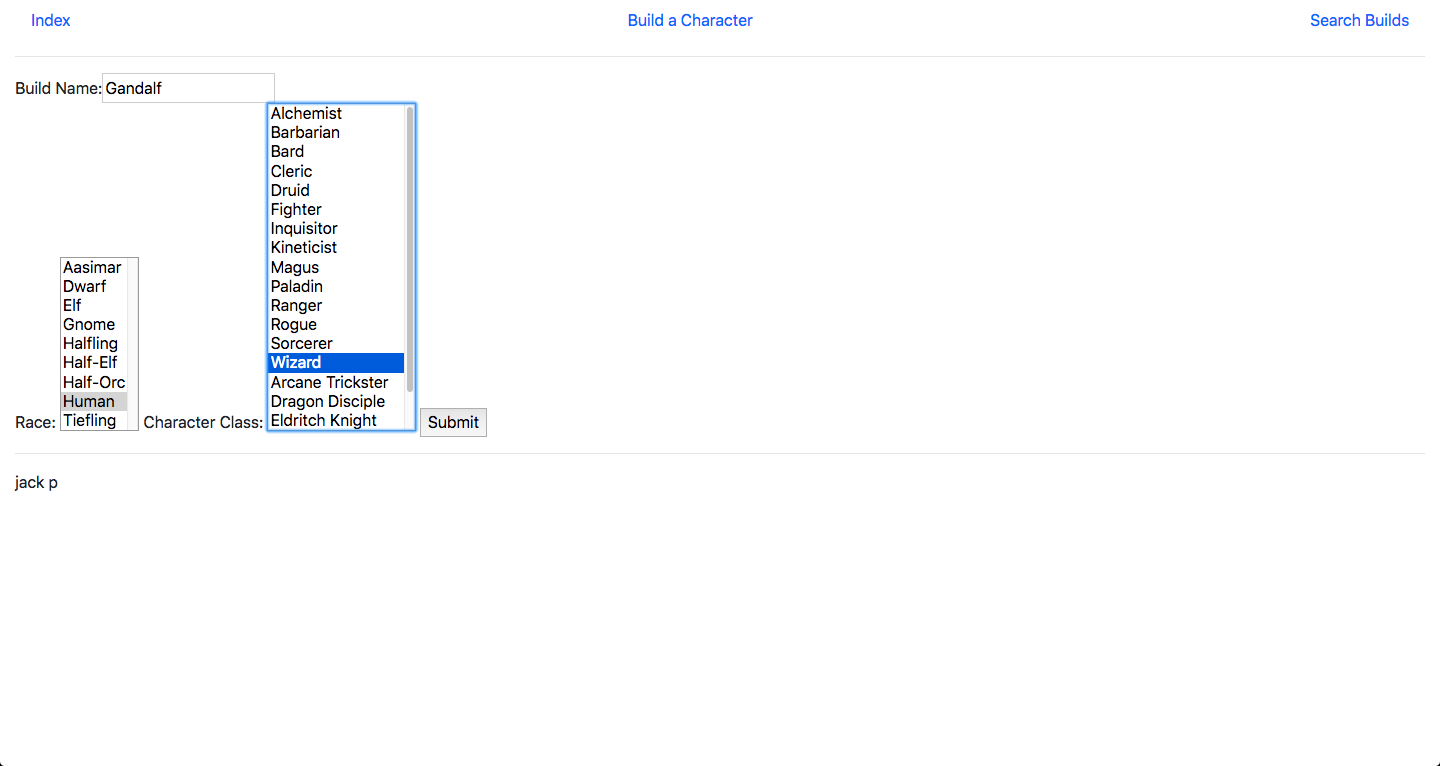 Index
Build a Character
Search Builds
Build Name:
Gandalf
Race:
Aasimar
Dwarf
Elf
Gnome
Halfling
Half-Elf
Half-Orc
Human
Tiefling
Character Class:
Alchemist
Barbarian
Bard
Cleric
Druid
Fighter
Inquisitor
Kineticist
Magus
Paladin
Ranger
Rogue
Sorcerer
Wizard
Arcane Trickster
Dragon Disciple
Eldritch Knight
Submit
jack p